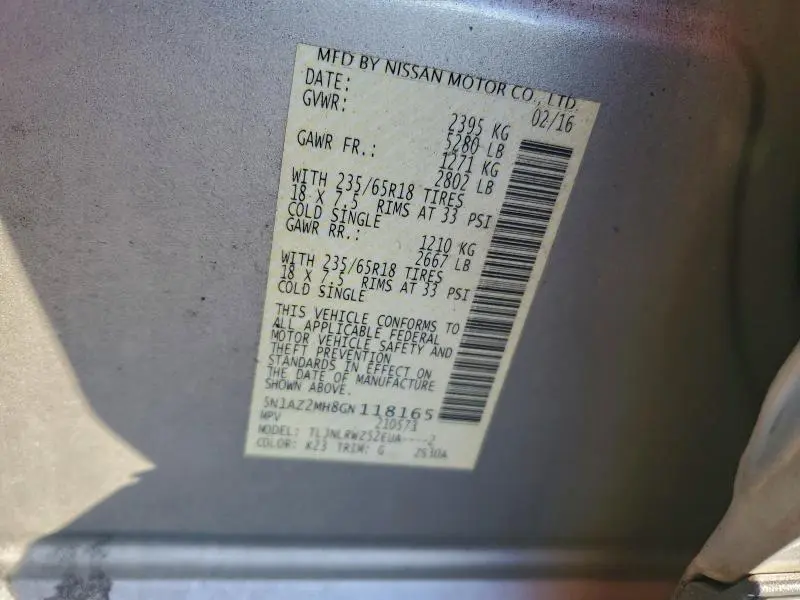 MFD BY NISSAN MOTOR CO., LTD.
DATE: 02/16
GVWR: 2395 KG
5280 LB
GAWR FR.: 1271 KG
2802 LB
WITH 235/65R18 TIRES
18 X 7.5 RIMS AT 33 PSI
COLD SINGLE
GAWR RR.: 1210 KG
2667 LB
WITH 235/65R18 TIRES
18 X 7.5 RIMS AT 33 PSI
COLD SINGLE
THIS VEHICLE CONFORMS TO
ALL APPLICABLE FEDERAL
MOTOR VEHICLE SAFETY AND
THEFT PREVENTION
STANDARDS IN EFFECT ON
THE DATE OF MANUFACTURE
SHOWN ABOVE.
5N1AZ2MH8GN118165
MPV 210573
MODEL: TLJNLRWZ52EUA----2
COLOR: K23 TRIM: G